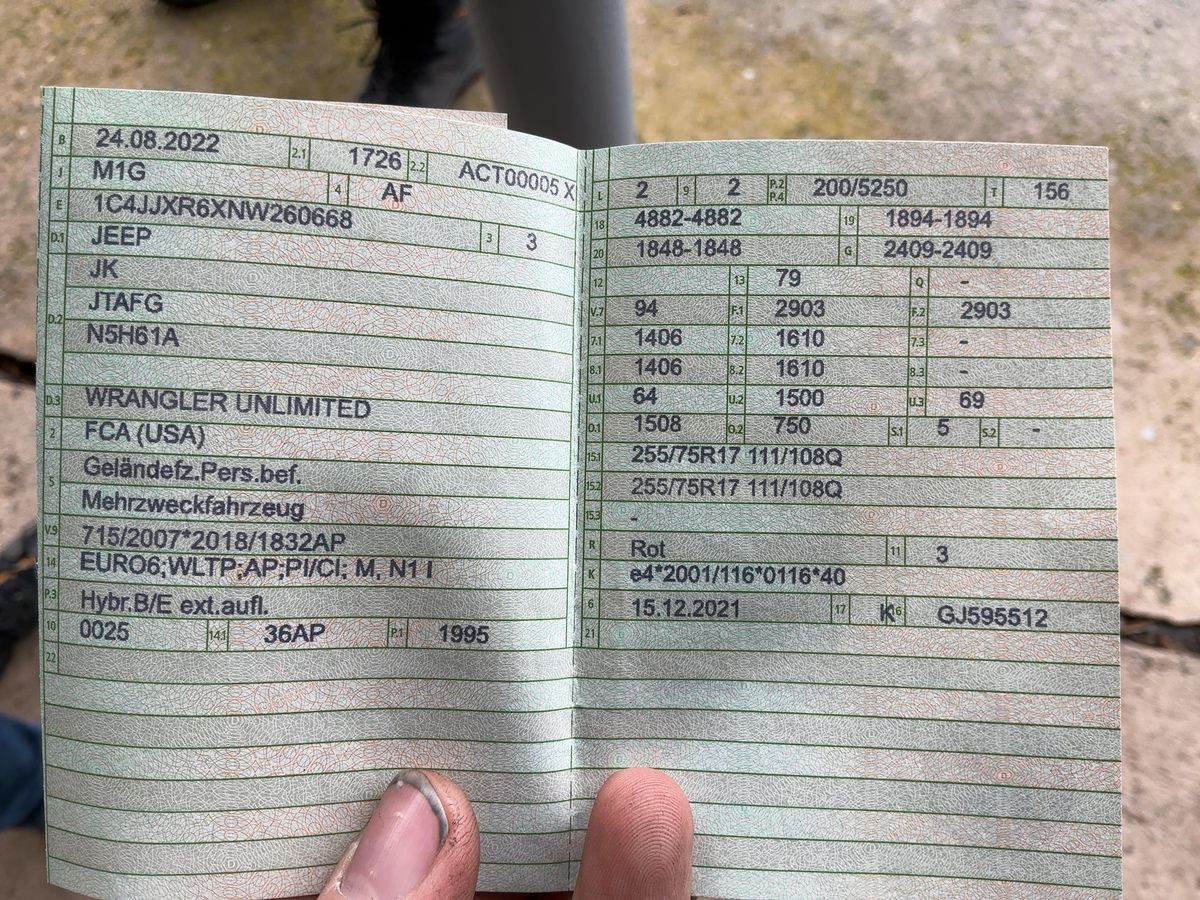 B 24.08.2022 2.1 1726 2.2 ACT00005 X
J M1G 4 AF
E 1C4JJXR6XNW260668 3 3
D.1 JEEP
JK
D.2 JTAFG
N5H61A
D.3 WRANGLER UNLIMITED
2 FCA (USA)
5 Geländefz.Pers.bef.
Mehrzweckfahrzeug
V.9 715/2007*2018/1832AP
14 EURO6;WLTP;AP;PI/CI; M, N1 I
P.3 Hybr.B/E ext.aufl.
10 0025 14.1 36AP P.1 1995
22
L 2 9 2 P.2 P.4 200/5250 T 156
18 4882-4882 19 1894-1894
20 1848-1848 G 2409-2409
12 13 79 Q -
V.7 94 F.1 2903 F.2 2903
7.1 1406 7.2 1610 7.3 -
8.1 1406 8.2 1610 8.3 -
U.1 64 U.2 1500 U.3 69
O.1 1508 O.2 750 S.1 5 S.2 -
15.1 255/75R17 111/108Q
15.2 255/75R17 111/108Q
15.3 -
R Rot 11 3
K e4*2001/116*0116*40
6 15.12.2021 17 K 16 GJ595512
21